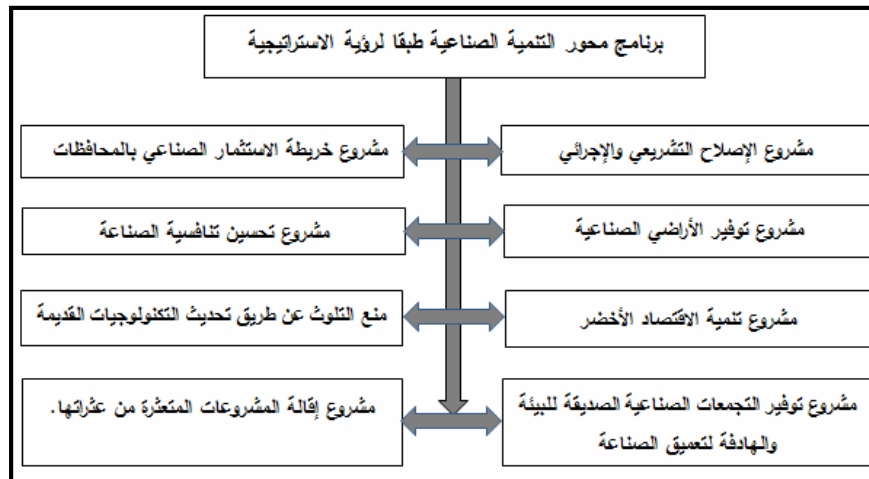 برنامج محور التنمية الصناعية طبقا لرؤية الاستراتيجية
مشروع الإصلاح التشريعي والإجرائي
مشروع خريطة الاستثمار الصناعي بالمحافظات
مشروع توفير الأراضي الصناعية
مشروع تحسين تنافسية الصناعة
مشروع تنمية الاقتصاد الأخضر
منع التلوث عن طريق تحديث التكنولوجيات القديمة
مشروع توفير التجمعات الصناعية الصديقة للبيئة
والهادفة لتعميق الصناعة
مشروع إقالة المشروعات المتعثرة من عثراتها.